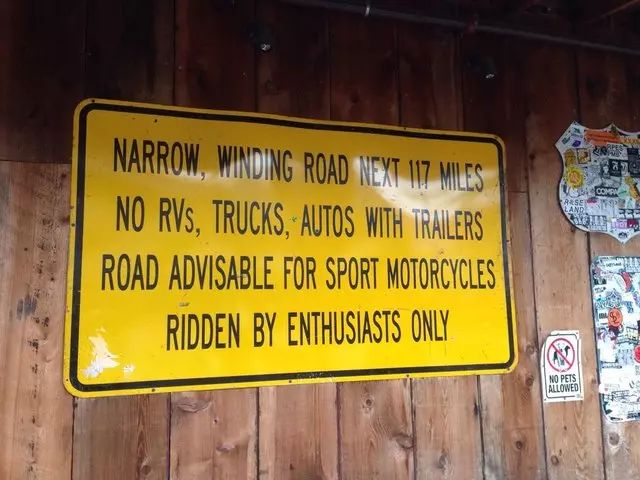 NARROW, WINDING ROAD NEXT 117 MILES
NO RVs, TRUCKS, AUTOS WITH TRAILERS
ROAD ADVISABLE FOR SPORT MOTORCYCLES
RIDDEN BY ENTHUSIASTS ONLY
NO PETS
ALLOWED